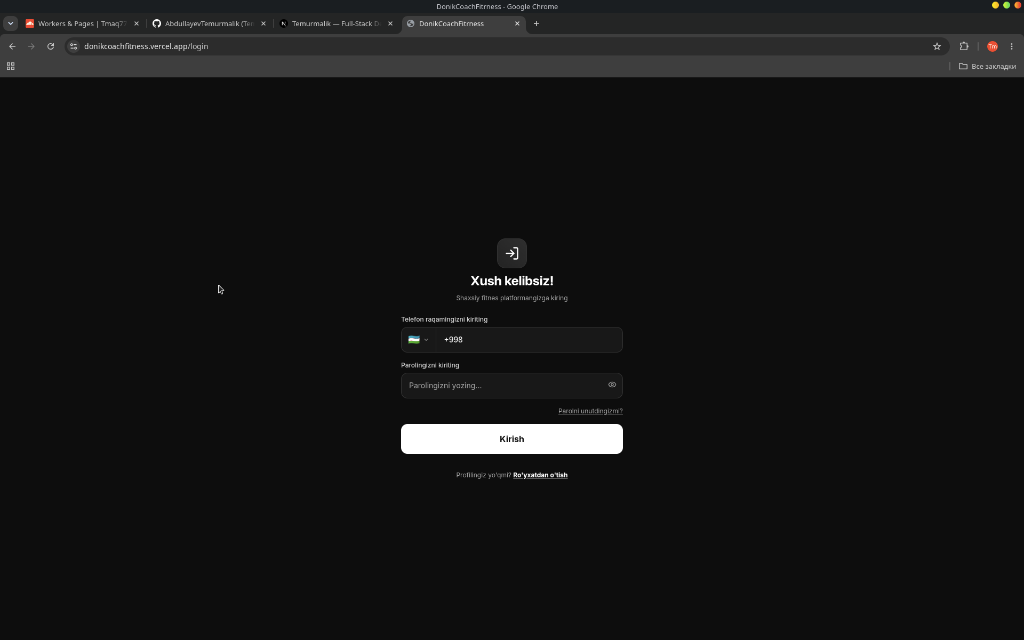 DonikCoachFitness - Google Chrome
Workers & Pages | Tmaq7
AbdullayevTemurmalik (Te
Temurmalik — Full-Stack D
DonikCoachFitness
donikcoachfitness.vercel.app/login
Tm
Все закладки
Xush kelibsiz!
Shaxsiy fitnes platformangizga kiring
Telefon raqamingizni kiriting
+998
Parolingizni kiriting
Parolingizni yozing...
Parolni unutdingizmi?
Kirish
Profilingiz yo'qmi? Ro'yxatdan o'tish